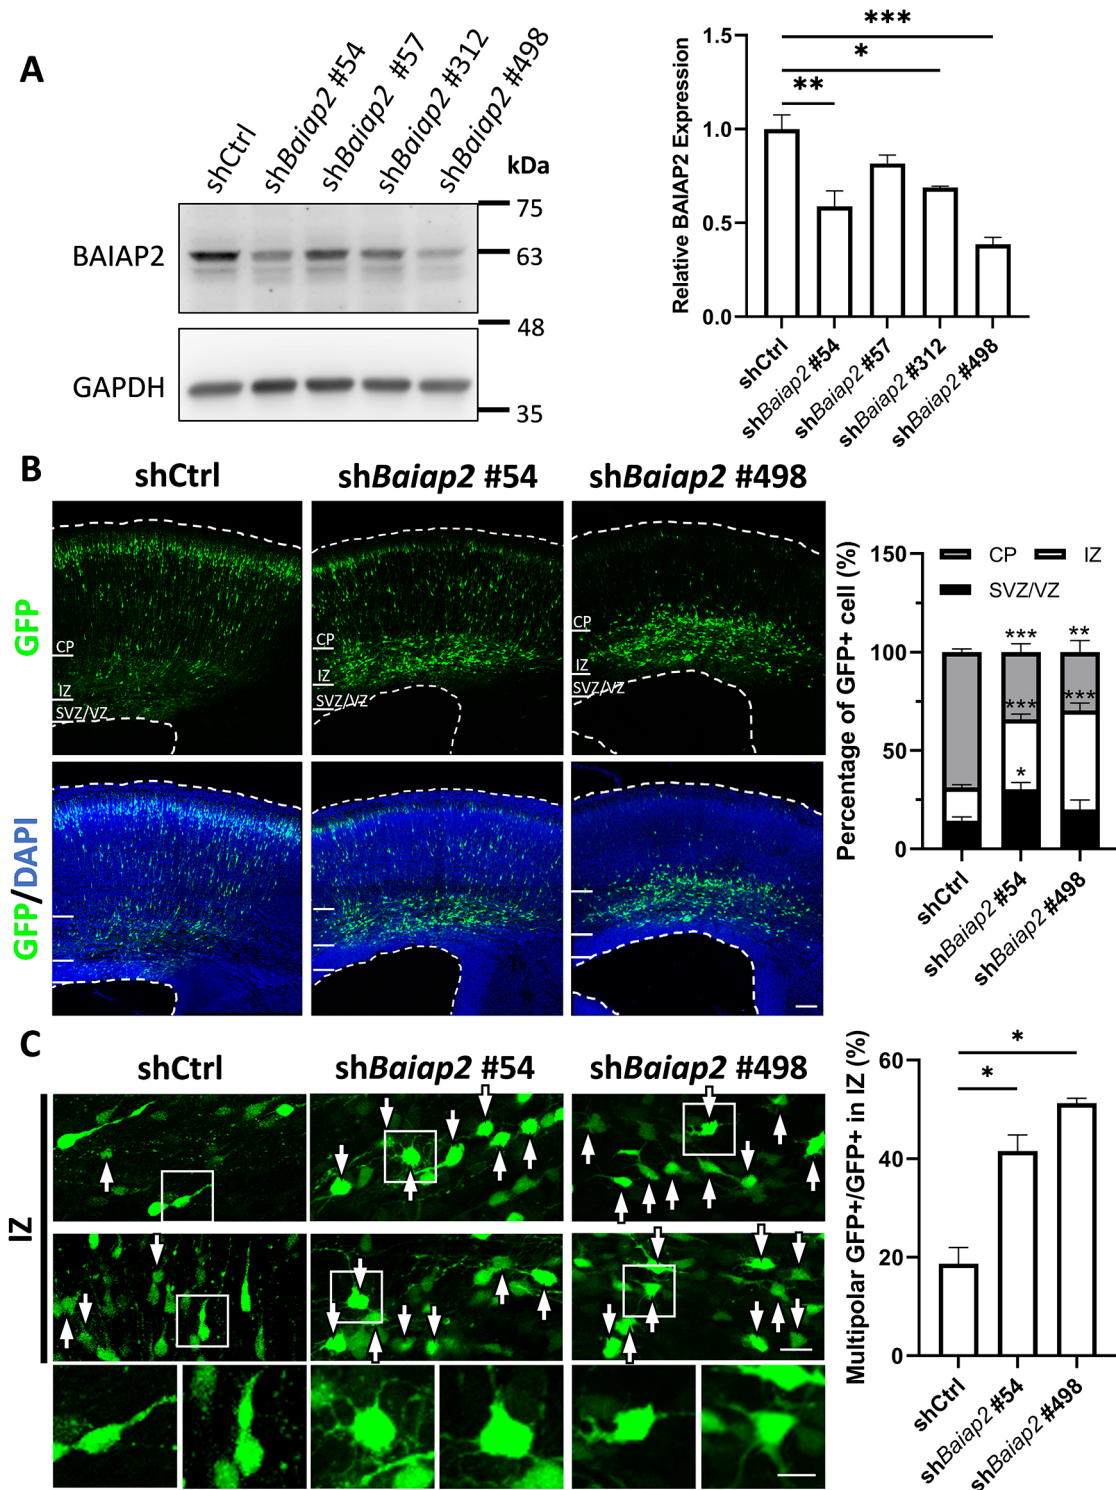 A
shCtrl
shBaiap2 #54
shBaiap2 #57
shBaiap2 #312
shBaiap2 #498
kDa
75
BAIAP2
63
48
GAPDH
35
Relative BAIAP2 Expression
1.5
1.0
0.5
0.0
***
*
**
shCtrl
shBaiap2 #54
shBaiap2 #57
shBaiap2 #312
shBaiap2 #498
B
shCtrl
shBaiap2 #54
shBaiap2 #498
GFP
CP
IZ
SVZ/VZ
CP
IZ
SVZ/VZ
CP
IZ
SVZ/VZ
GFP/DAPI
Percentage of GFP+ cell (%)
150
100
50
0
CP
IZ
SVZ/VZ
***
**
***
***
*
shCtrl
shBaiap2 #54
shBaiap2 #498
C
shCtrl
shBaiap2 #54
shBaiap2 #498
IZ
Multipolar GFP+/GFP+ in IZ (%)
60
40
20
0
*
*
shCtrl
shBaiap2 #54
shBaiap2 #498